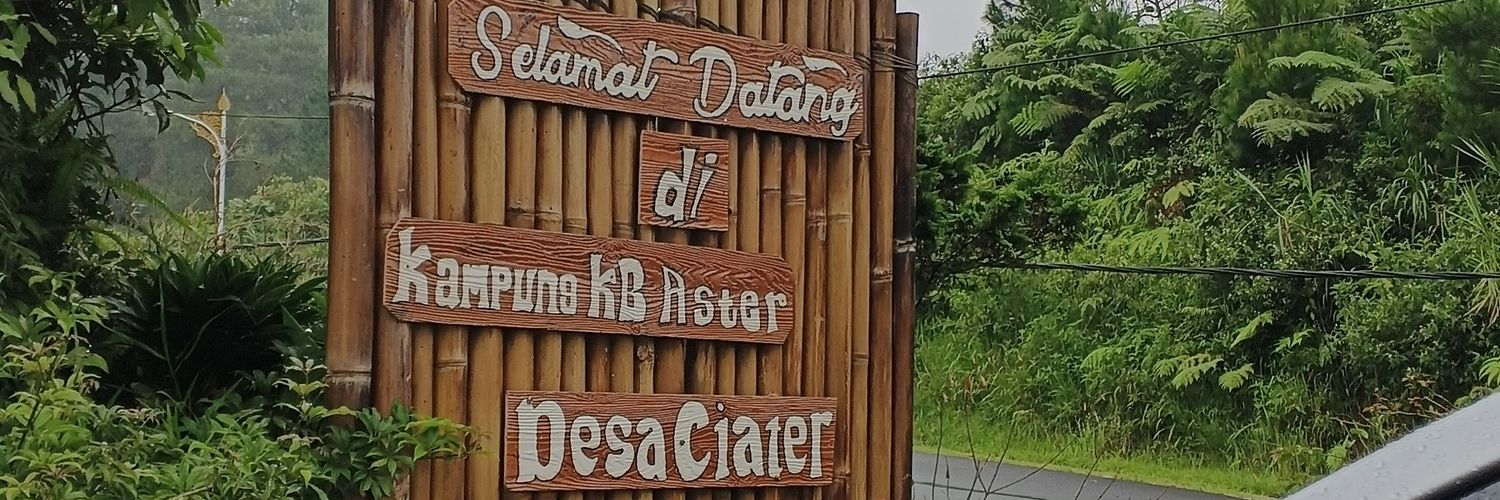 Selamat Datang
di
Kampung KB Aster
Desa Ciater